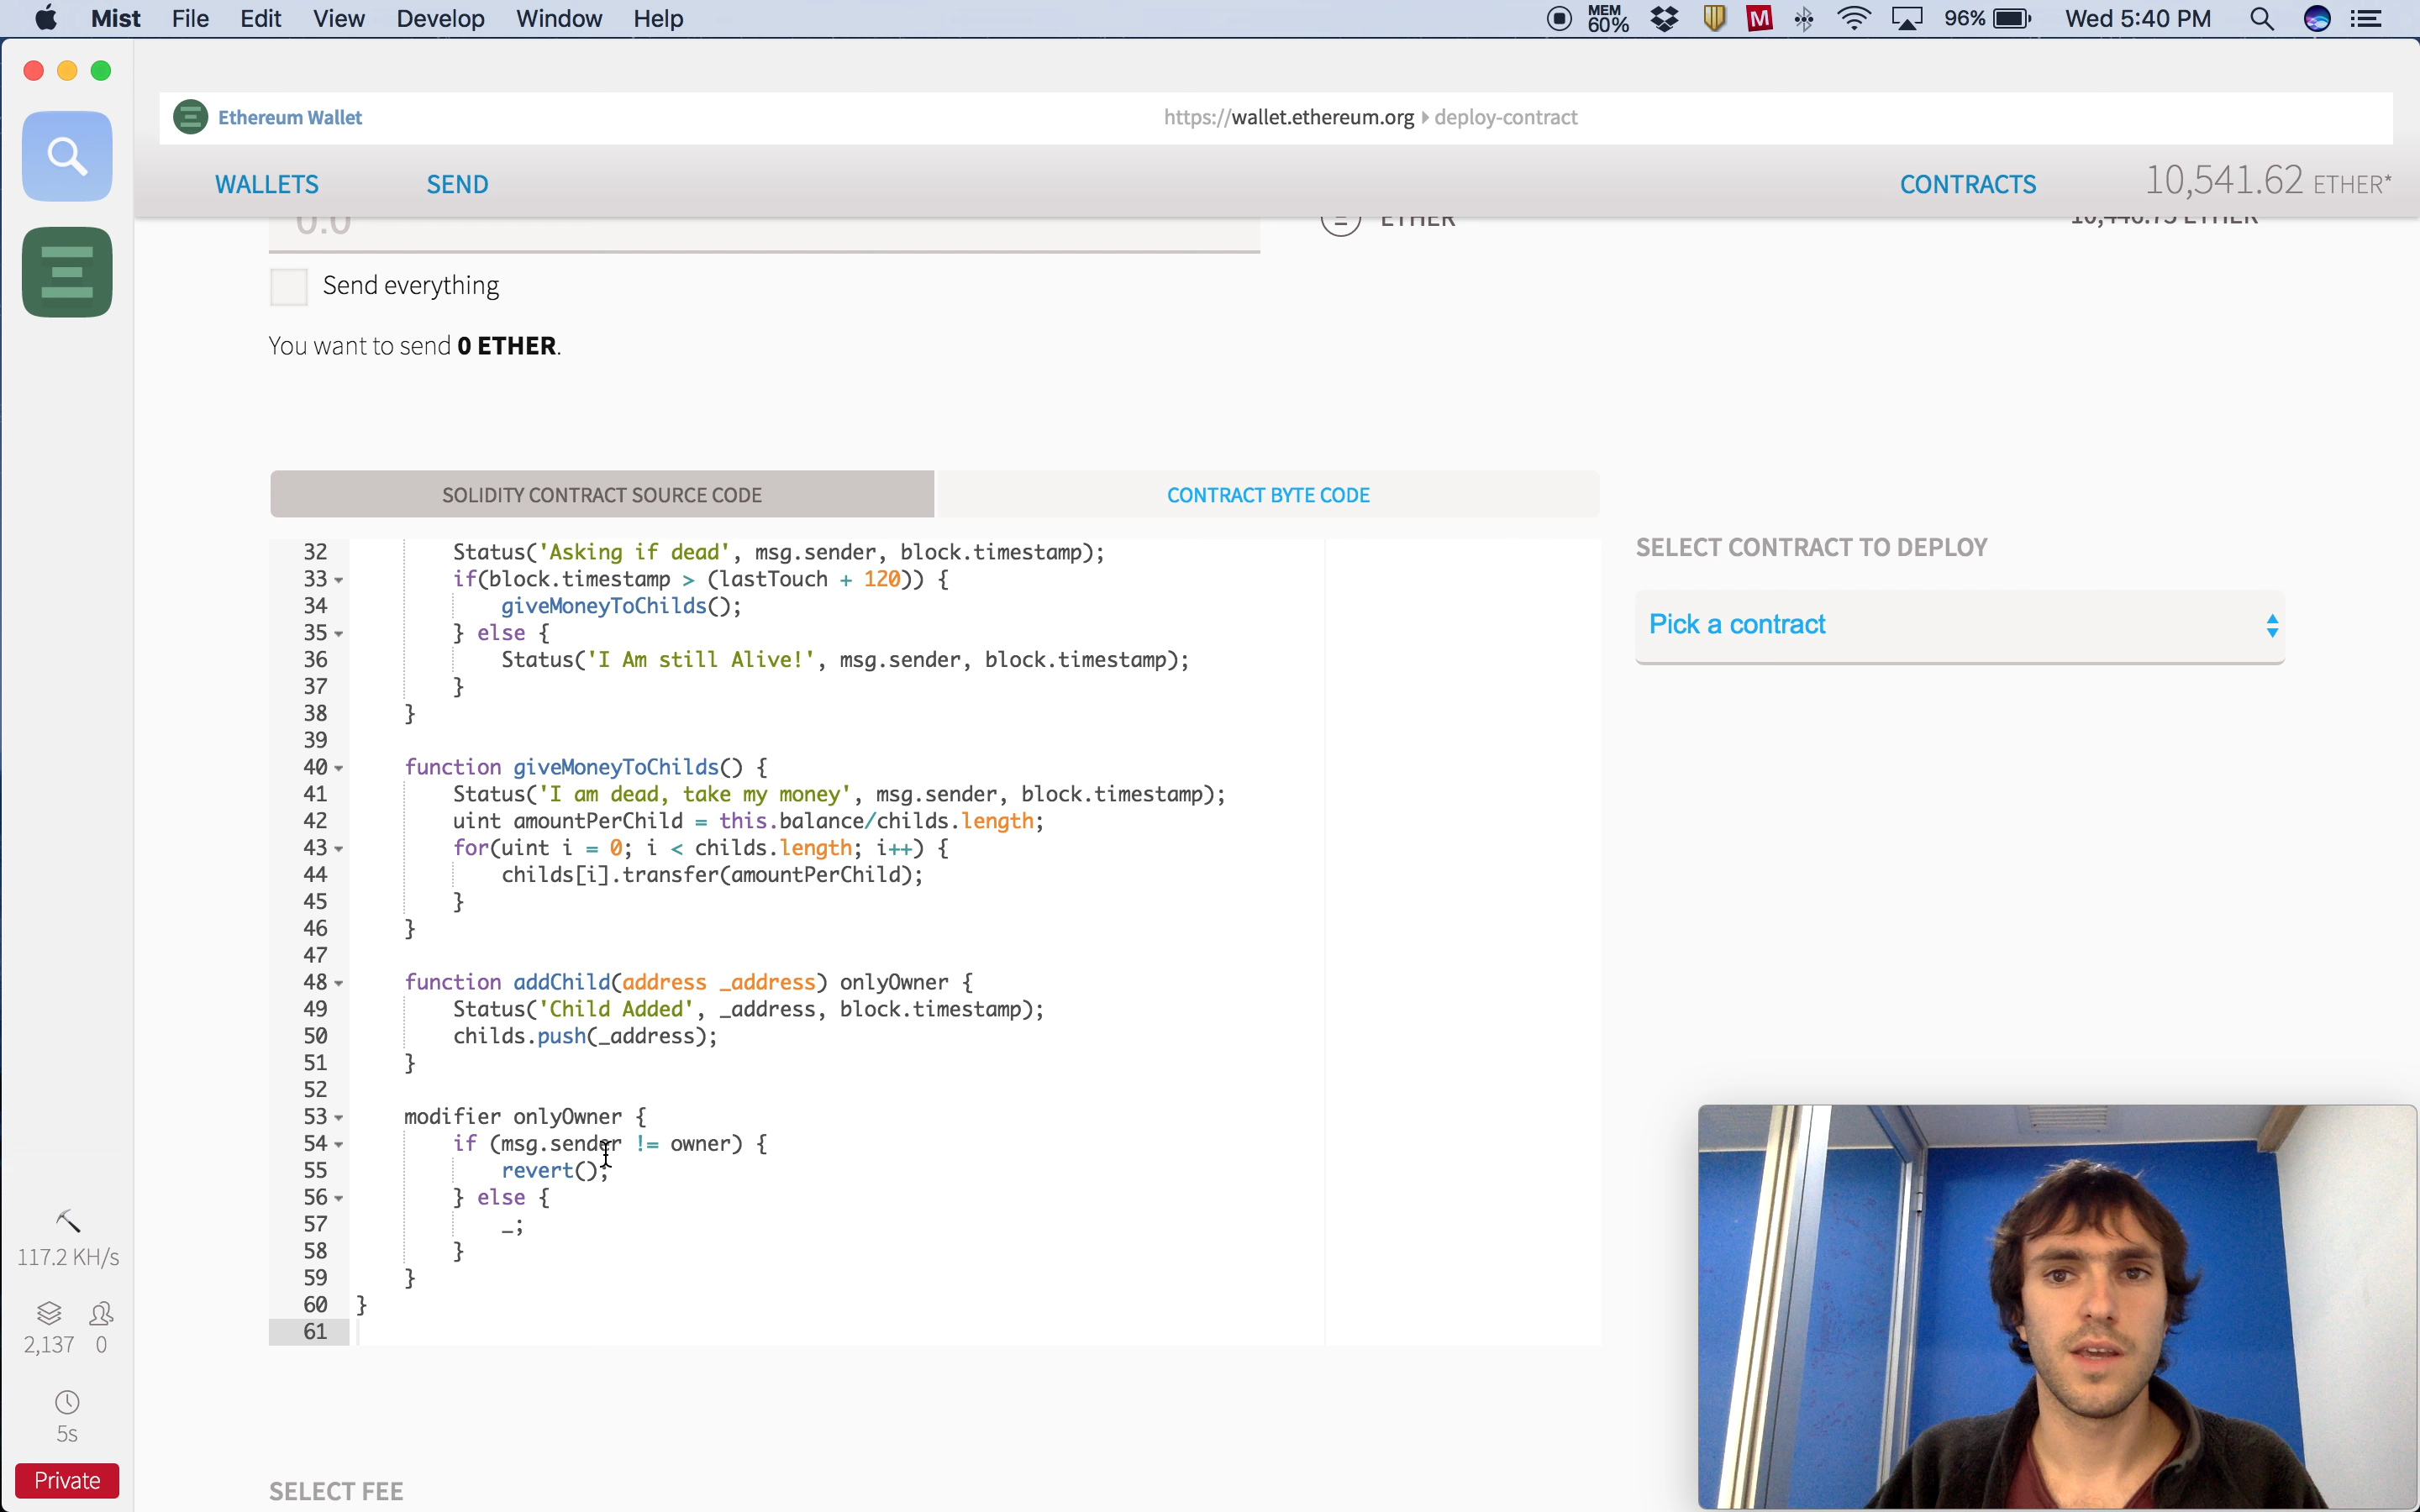 Mist File Edit View Develop Window Help MEM 60% M 96% Wed 5:40 PM
Ethereum Wallet https://wallet.ethereum.org deploy-contract
WALLETS SEND CONTRACTS 10,541.62 ETHER*
0.0 ETHER 10,446.73 ETHER
Send everything
You want to send 0 ETHER.
SOLIDITY CONTRACT SOURCE CODE CONTRACT BYTE CODE
SELECT CONTRACT TO DEPLOY
Pick a contract
32 Status('Asking if dead', msg.sender, block.timestamp);
33 if(block.timestamp > (lastTouch + 120)) {
34 giveMoneyToChilds();
35 } else {
36 Status('I Am still Alive!', msg.sender, block.timestamp);
37 }
38 }
39
40 function giveMoneyToChilds() {
41 Status('I am dead, take my money', msg.sender, block.timestamp);
42 uint amountPerChild = this.balance/childs.length;
43 for(uint i = 0; i < childs.length; i++) {
44 childs[i].transfer(amountPerChild);
45 }
46 }
47
48 function addChild(address _address) onlyOwner {
49 Status('Child Added', _address, block.timestamp);
50 childs.push(_address);
51 }
52
53 modifier onlyOwner {
54 if (msg.sender != owner) {
55 revert();
56 } else {
57 _;
58 }
59 }
60 }
61
117.2 KH/s
2,137 0
5s
Private
SELECT FEE